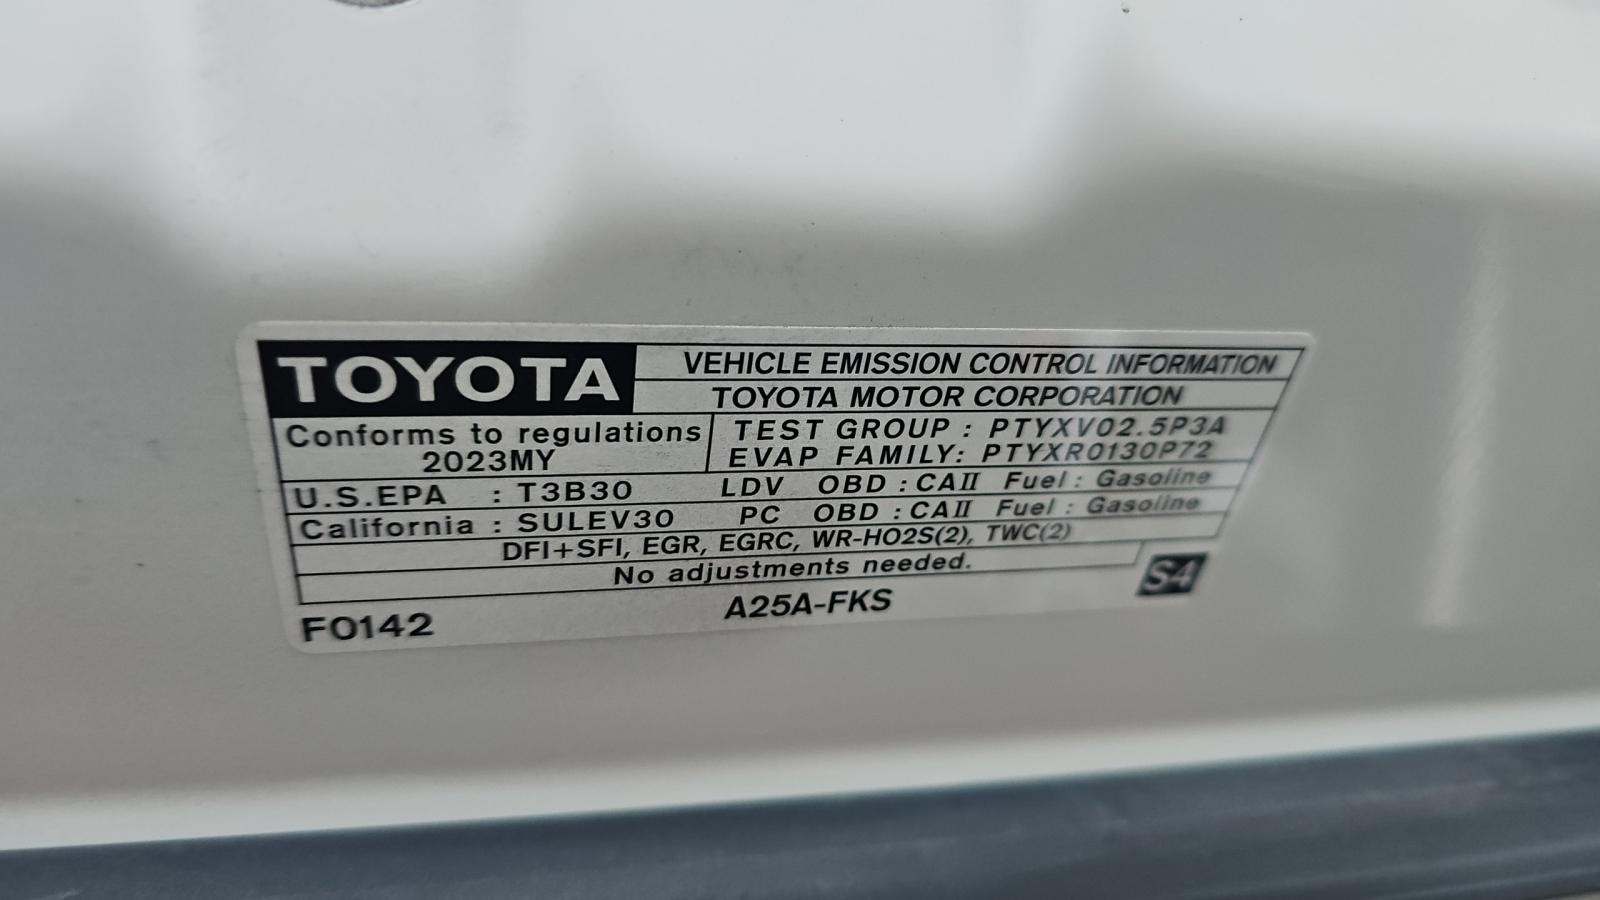 TOYOTA
VEHICLE EMISSION CONTROL INFORMATION
TOYOTA MOTOR CORPORATION
Conforms to regulations
2023MY
TEST GROUP : PTYXV02.5P3A
EVAP FAMILY: PTYXR0130P72
U.S.EPA : T3B30 LDV OBD : CAII Fuel : Gasoline
California : SULEV30 PC OBD : CAII Fuel : Gasoline
DFI+SFI, EGR, EGRC, WR-HO2S(2), TWC(2)
No adjustments needed.
F0142
A25A-FKS
S4